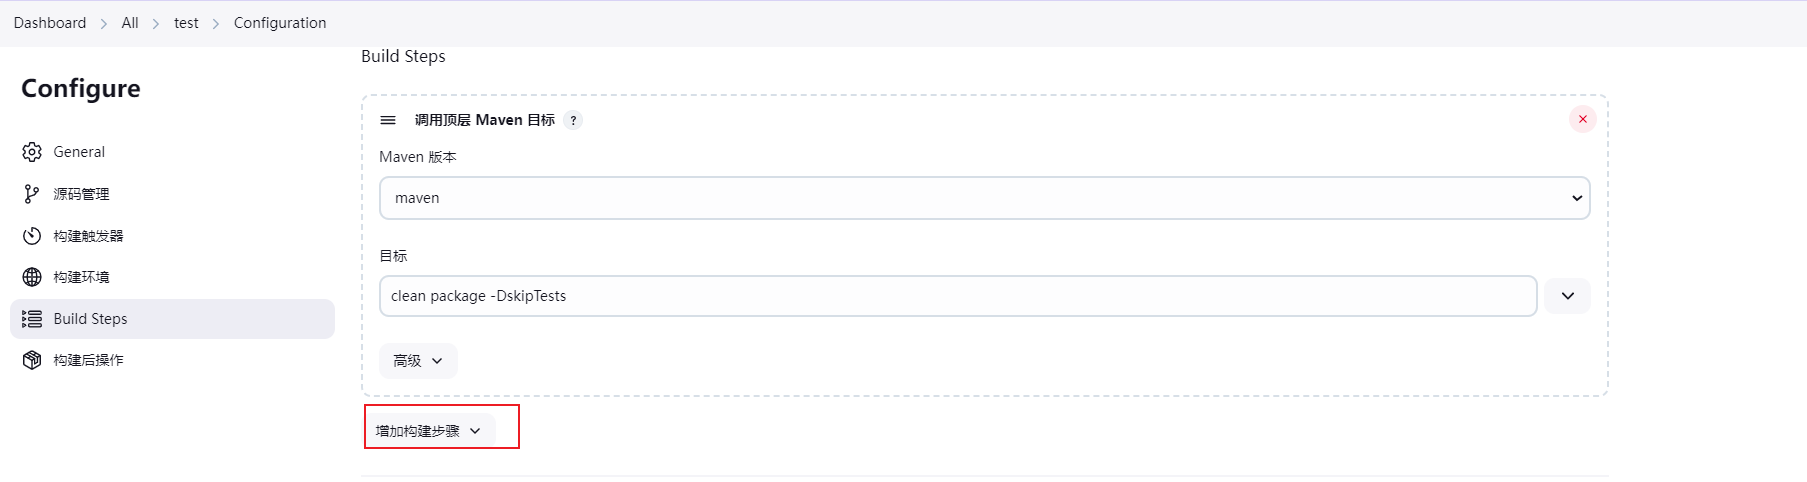 Dashboard > All > test > Configuration
Configure
General
源码管理
构建触发器
构建环境
Build Steps
构建后操作
Build Steps
调用顶层 Maven 目标 ?
Maven 版本
maven
目标
clean package -DskipTests
高级
增加构建步骤